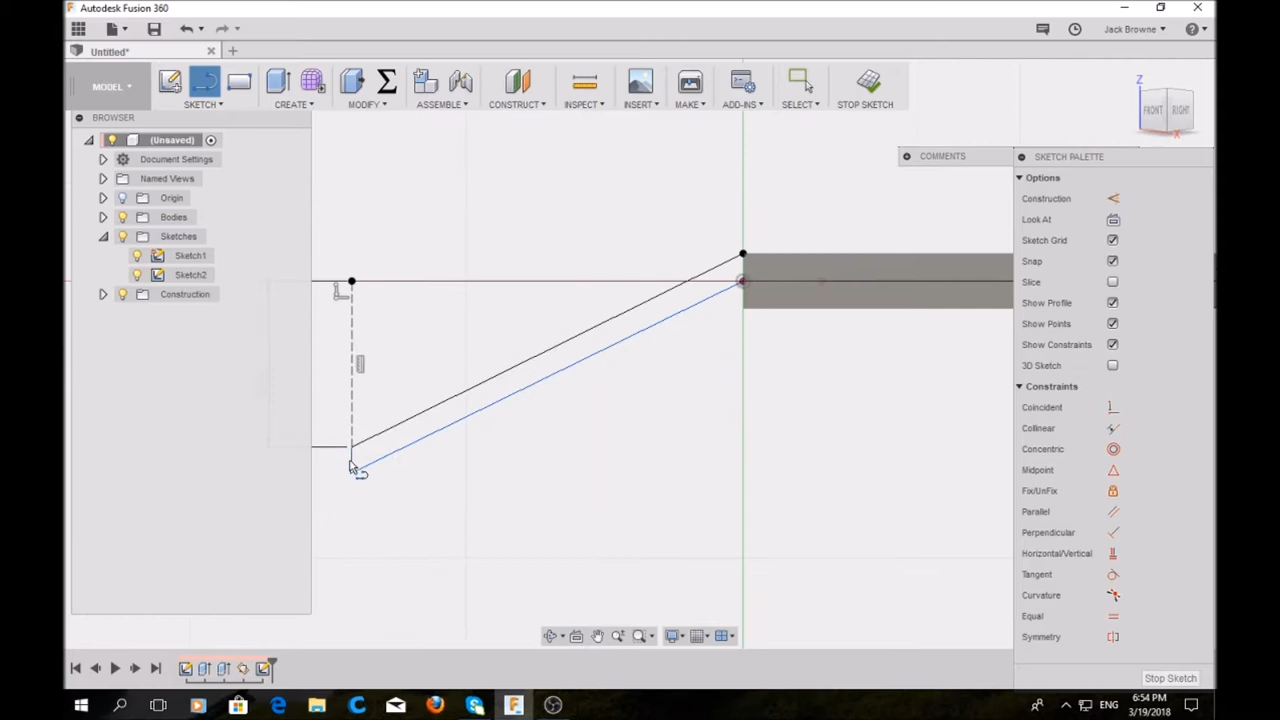 Autodesk Fusion 360
Jack Browne
Untitled*
MODEL
SKETCH
CREATE
MODIFY
ASSEMBLE
CONSTRUCT
INSPECT
INSERT
MAKE
ADD-INS
SELECT
STOP SKETCH
BROWSER
(Unsaved)
Document Settings
Named Views
Origin
Bodies
Sketches
Sketch1
Sketch2
Construction
Z
FRONT
RIGHT
X
COMMENTS
SKETCH PALETTE
Options
Construction
Look At
Sketch Grid
Snap
Slice
Show Profile
Show Points
Show Constraints
3D Sketch
Constraints
Coincident
Collinear
Concentric
Midpoint
Fix/UnFix
Parallel
Perpendicular
Horizontal/Vertical
Tangent
Curvature
Equal
Symmetry
Stop Sketch
ENG
6:54 PM
3/19/2018